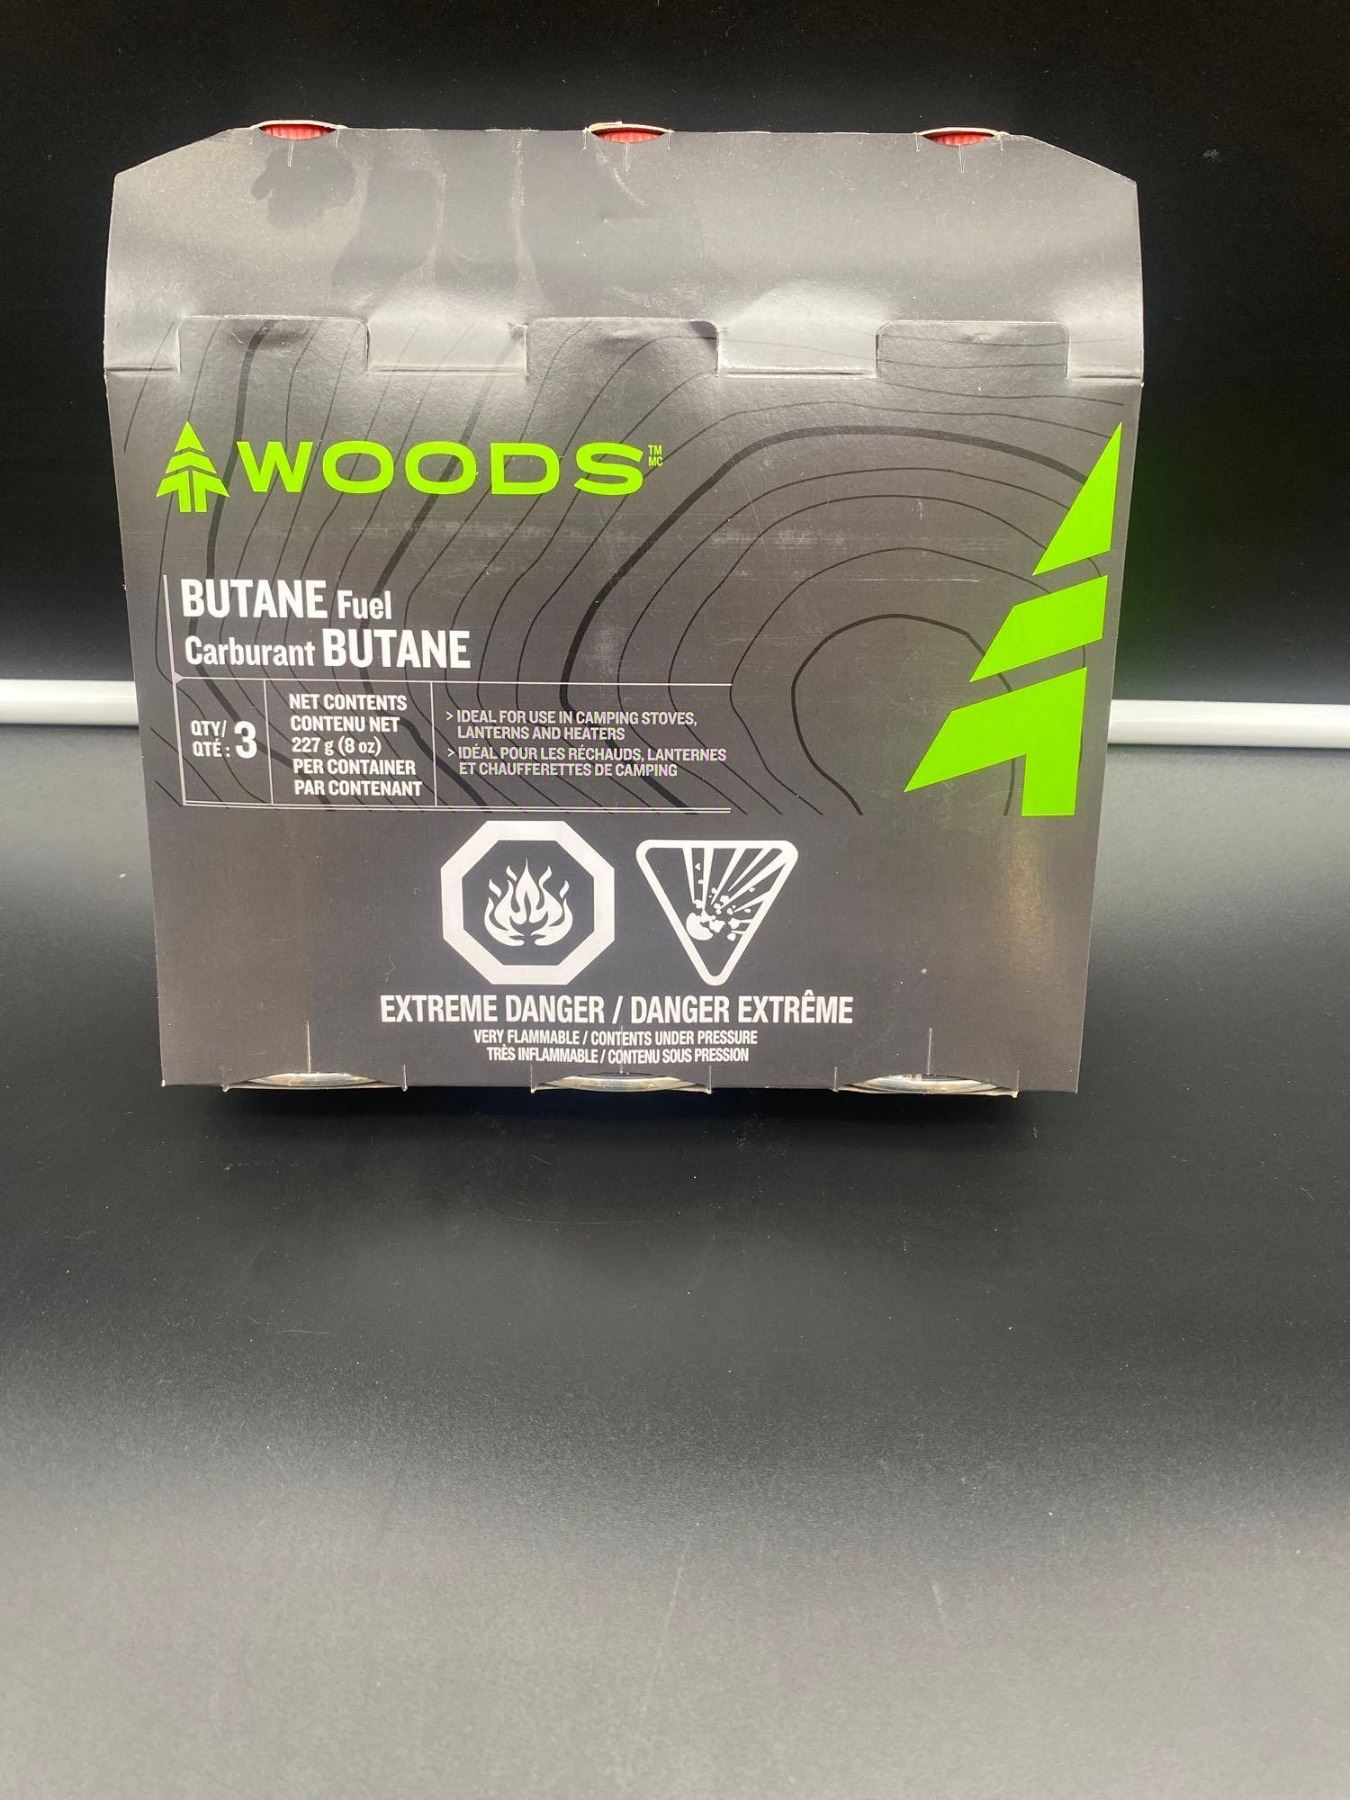 WOODS™ MC
BUTANE Fuel
Carburant BUTANE
QTY/
QTÉ : 3
NET CONTENTS
CONTENU NET
227 g (8 oz)
PER CONTAINER
PAR CONTENANT
> IDEAL FOR USE IN CAMPING STOVES,
LANTERNS AND HEATERS
> IDÉAL POUR LES RÉCHAUDS, LANTERNES
ET CHAUFFERETTES DE CAMPING
EXTREME DANGER / DANGER EXTRÊME
VERY FLAMMABLE / CONTENTS UNDER PRESSURE
TRÈS INFLAMMABLE / CONTENU SOUS PRESSION